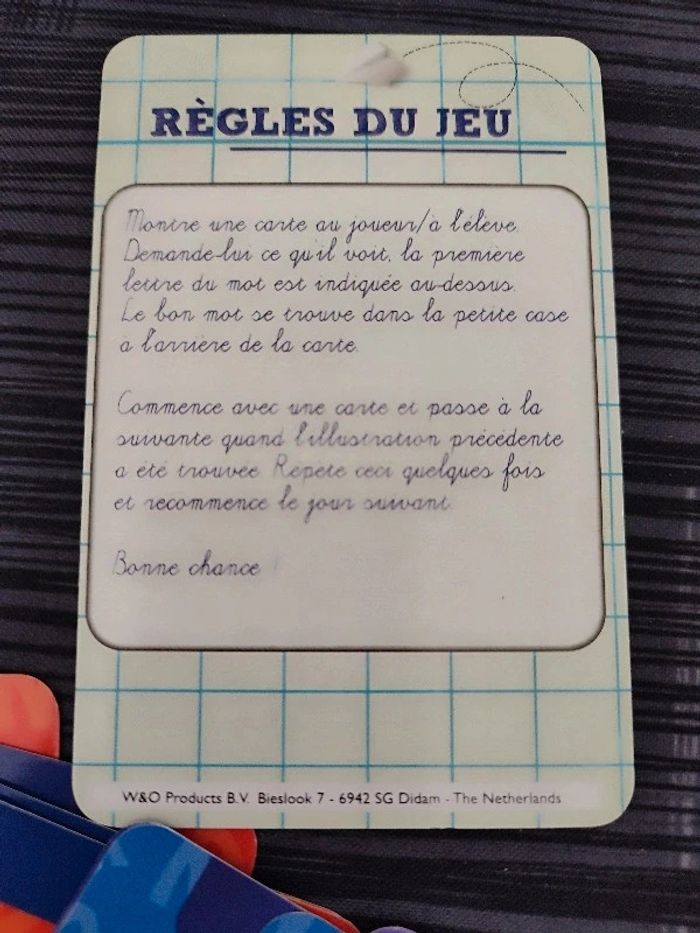 RÈGLES DU JEU
Montre une carte au joueur/à l'élève.
Demande-lui ce qu'il voit, la première
lettre du mot est indiquée au-dessus.
Le bon mot se trouve dans la petite case
à l'arrière de la carte.
Commence avec une carte et passe à la
suivante quand l'illustration précédente
a été trouvée. Répète ceci quelques fois
et recommence le jour suivant.
Bonne chance !
W&O Products B.V. Bieslook 7 - 6942 SG Didam - The Netherlands